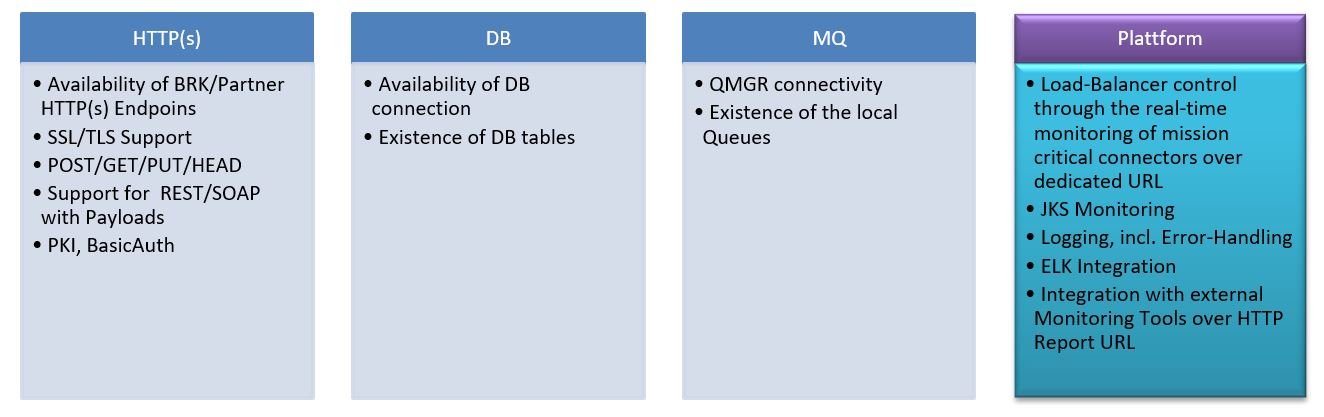 HTTP(s)
• Availability of BRK/Partner
HTTP(s) Endpoins
• SSL/TLS Support
• POST/GET/PUT/HEAD
• Support for  REST/SOAP
with Payloads
• PKI, BasicAuth
DB
• Availability of DB
connection
• Existence of DB tables
MQ
• QMGR connectivity
• Existence of the local
Queues
Plattform
• Load-Balancer control
through the real-time
monitoring of mission
critical connectors over
dedicated URL
• JKS Monitoring
• Logging, incl. Error-Handling
• ELK Integration
• Integration with external
Monitoring Tools over HTTP
Report URL